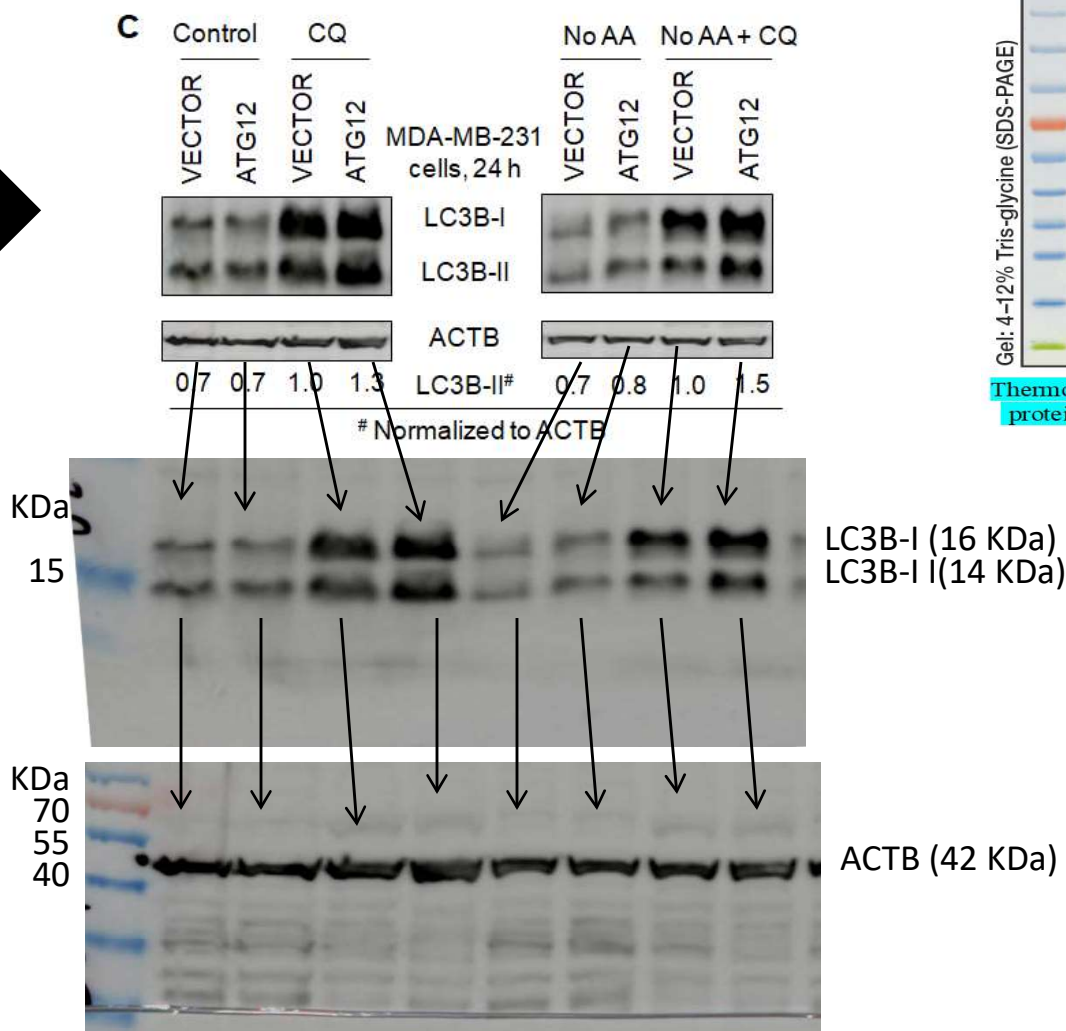 C
Control CQ
VECTOR
ATG12
VECTOR
ATG12
MDA-MB-231
cells, 24 h
No AA No AA + CQ
VECTOR
ATG12
VECTOR
ATG12
LC3B-I
LC3B-II
ACTB
0.7 0.7 1.0 1.3 LC3B-II# 0.7 0.8 1.0 1.5
# Normalized to ACTB
Gel: 4–12% Tris-glycine (SDS-PAGE)
KDa
15
LC3B-I (16 KDa)
LC3B-I I(14 KDa)
KDa
70
55
40
ACTB (42 KDa)